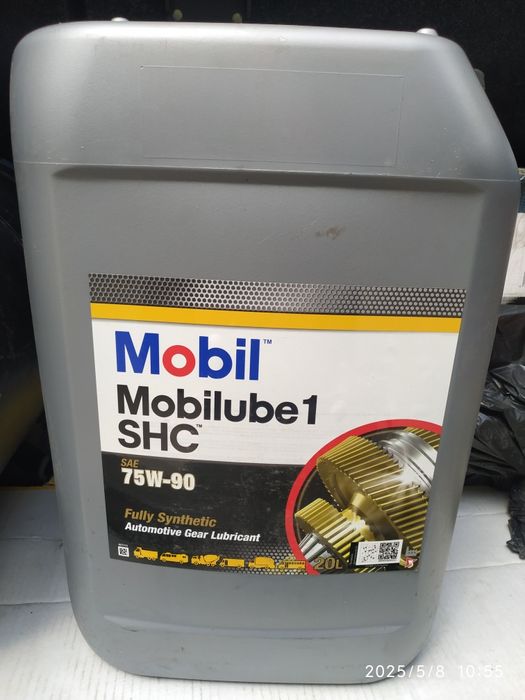 Mobil™
Mobilube1
SHC™
SAE
75W-90
Fully Synthetic
Automotive Gear Lubricant
20L
2025/5/8 10:55